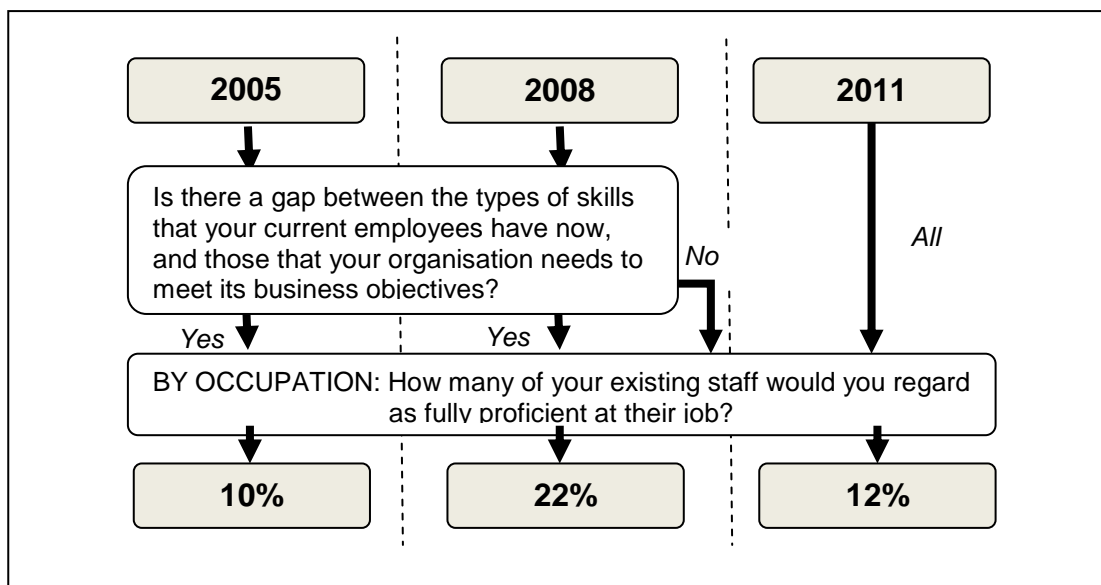 2005
2008
2011
Is there a gap between the types of skills
that your current employees have now,
and those that your organisation needs to
meet its business objectives?
No
All
Yes
Yes
BY OCCUPATION: How many of your existing staff would you regard
as fully proficient at their job?
10%
22%
12%